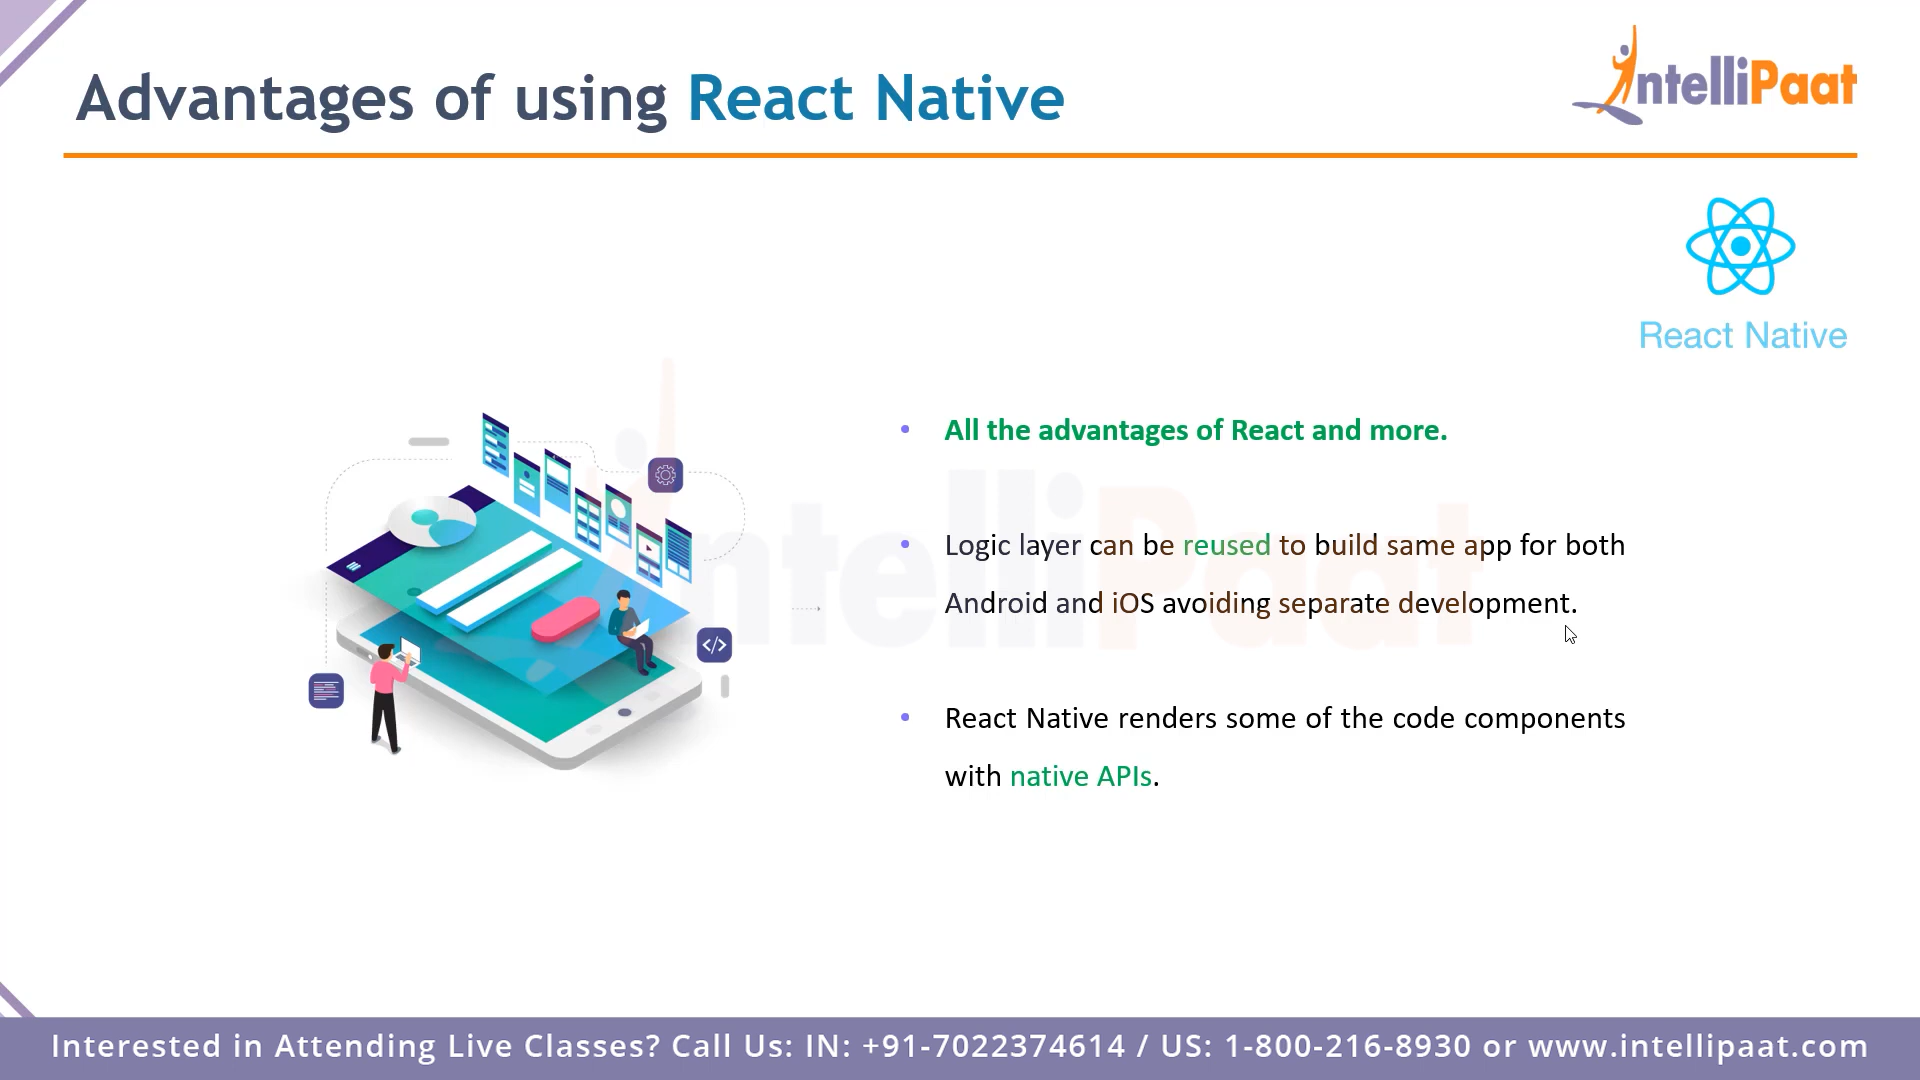 Advantages of using React Native
IntelliPaat
React Native
• All the advantages of React and more.
• Logic layer can be reused to build same app for both
Android and iOS avoiding separate development.
• React Native renders some of the code components
with native APIs.
IntelliPaat
</>
Interested in Attending Live Classes? Call Us: IN: +91-7022374614 / US: 1-800-216-8930 or www.intellipaat.com